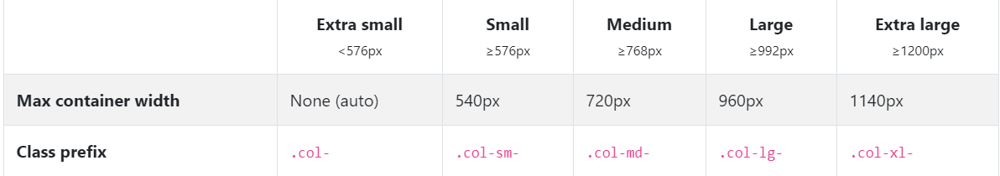 Extra small Small Medium Large Extra large
<576px ≥576px ≥768px ≥992px ≥1200px
Max container width None (auto) 540px 720px 960px 1140px
Class prefix .col- .col-sm- .col-md- .col-lg- .col-xl-